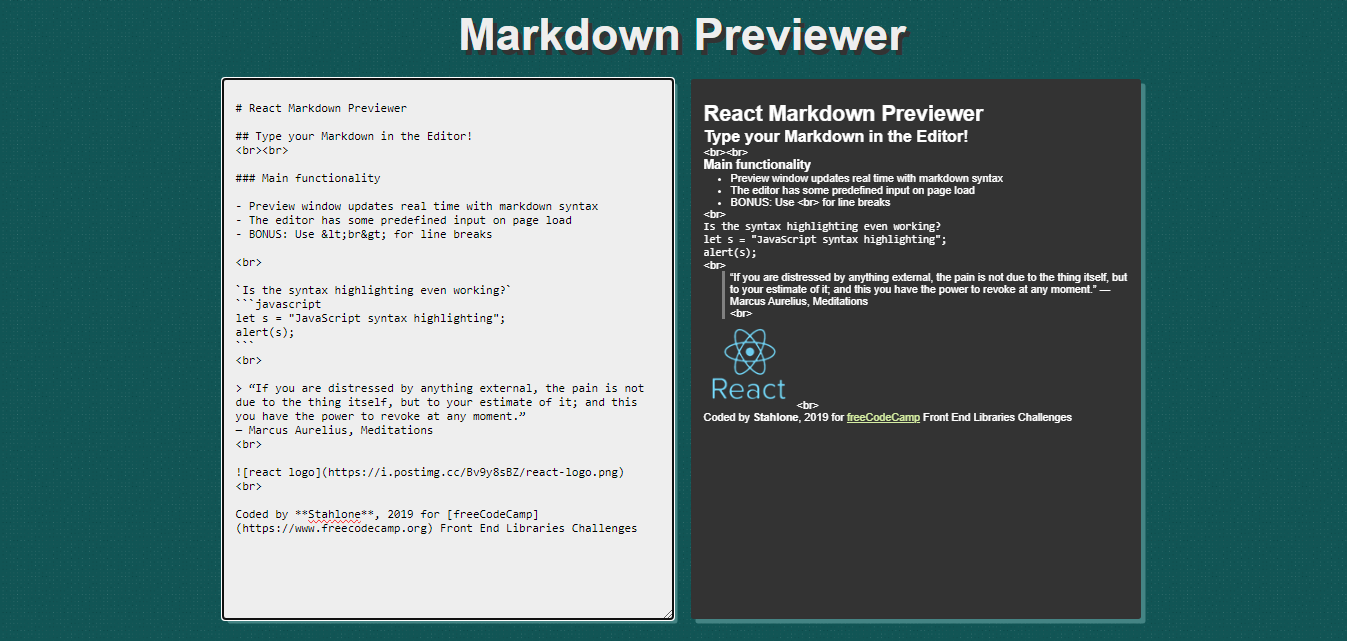 Markdown Previewer
# React Markdown Previewer
## Type your Markdown in the Editor!
<br><br>
### Main functionality
- Preview window updates real time with markdown syntax
- The editor has some predefined input on page load
- BONUS: Use &lt;br&gt; for line breaks
<br>
`Is the syntax highlighting even working?`
```javascript
let s = "JavaScript syntax highlighting";
alert(s);
```
<br>
> “If you are distressed by anything external, the pain is not
due to the thing itself, but to your estimate of it; and this
you have the power to revoke at any moment.”
― Marcus Aurelius, Meditations
<br>
![react logo](https://i.postimg.cc/Bv9y8sBZ/react-logo.png)
<br>
Coded by **Stahlone**, 2019 for [freeCodeCamp]
(https://www.freecodecamp.org) Front End Libraries Challenges
React Markdown Previewer
Type your Markdown in the Editor!
<br><br>
Main functionality
• Preview window updates real time with markdown syntax
• The editor has some predefined input on page load
• BONUS: Use <br> for line breaks
<br>
Is the syntax highlighting even working?
let s = "JavaScript syntax highlighting";
alert(s);
<br>
“If you are distressed by anything external, the pain is not due to the thing itself, but
to your estimate of it; and this you have the power to revoke at any moment.” ―
Marcus Aurelius, Meditations
<br>
React
<br>
Coded by Stahlone, 2019 for freeCodeCamp Front End Libraries Challenges